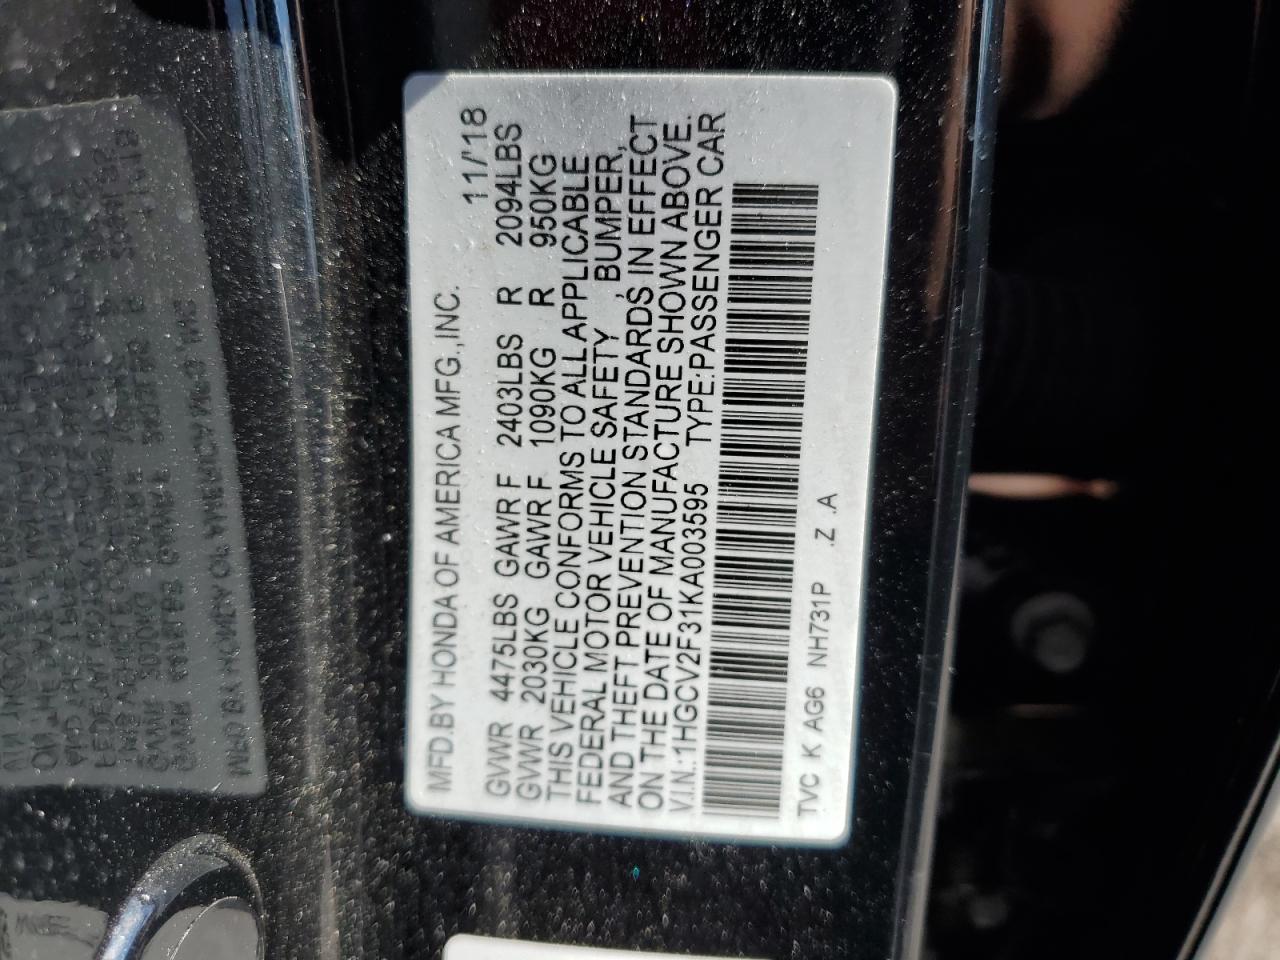 MFD.BY HONDA OF AMERICA MFG.,INC.
11/'18
GVWR 4475LBS GAWR F 2403LBS R 2094LBS
GVWR 2030KG GAWR F 1090KG R 950KG
THIS VEHICLE CONFORMS TO ALL APPLICABLE
FEDERAL MOTOR VEHICLE SAFETY, BUMPER,
AND THEFT PREVENTION STANDARDS, IN EFFECT
ON THE DATE OF MANUFACTURE SHOWN ABOVE.
V.I.N.:1HGCV2F31KA003595 TYPE:PASSENGER CAR
TVC K AG6 NH731P .Z .A